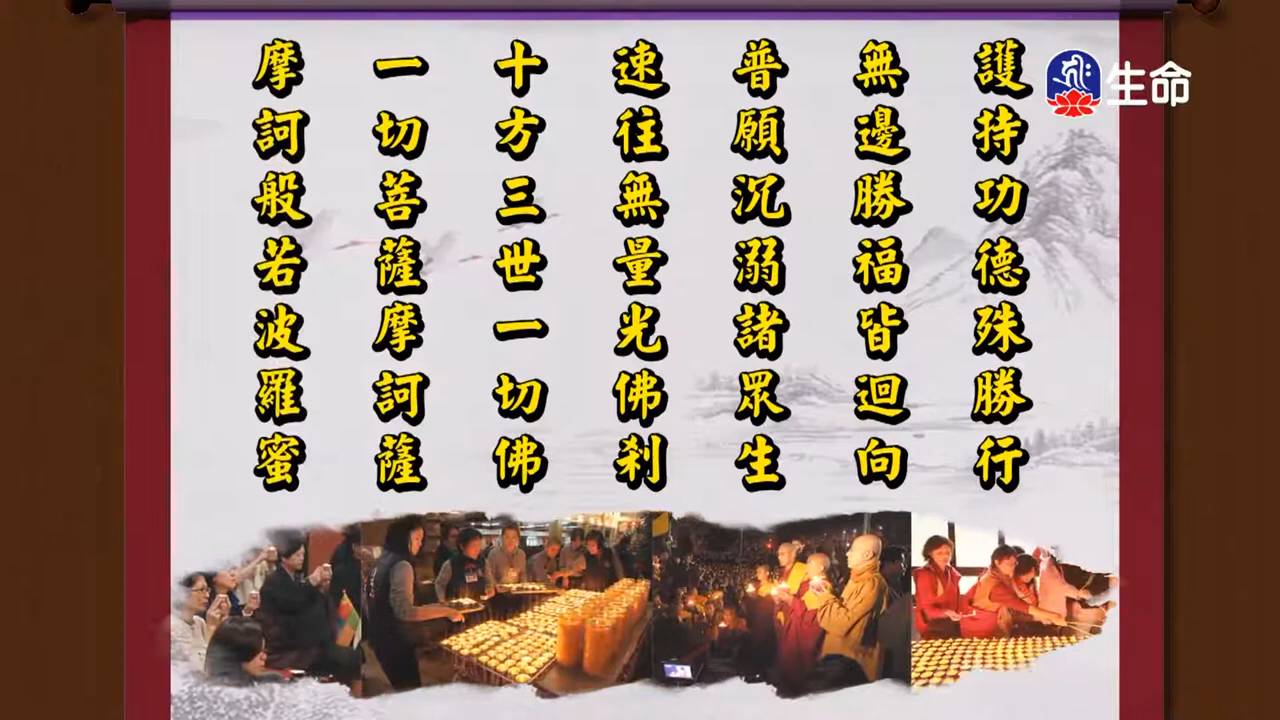 護持功德殊勝行
無邊勝福皆迴向
普願沉溺諸眾生
速往無量光佛剎
十方三世一切佛
一切菩薩摩訶薩
摩訶般若波羅蜜
生命